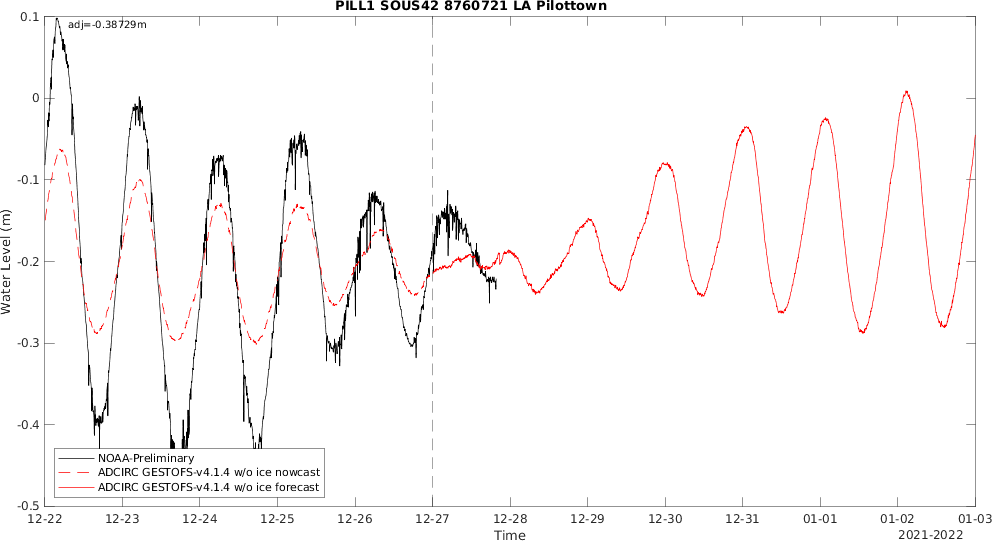 PILL1 SOUS42 8760721 LA Pilottown
adj=-0.38729m
0.1
0
-0.1
-0.2
-0.3
-0.4
-0.5
Water Level (m)
NOAA-Preliminary
ADCIRC GESTOFS-v4.1.4 w/o ice nowcast
ADCIRC GESTOFS-v4.1.4 w/o ice forecast
12-22 12-23 12-24 12-25 12-26 12-27 12-28 12-29 12-30 12-31 01-01 01-02 01-03
Time
2021-2022